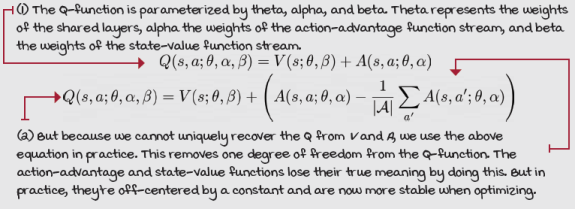 (1) The Q-function is parameterized by theta, alpha, and beta. Theta represents the weights
of the shared layers, alpha the weights of the action-advantage function stream, and beta
the weights of the state-value function stream.
Q(s, a; θ, α, β) = V(s; θ, β) + A(s, a; θ, α)
Q(s, a; θ, α, β) = V(s; θ, β) + ( A(s, a; θ, α) − 1/|𝒜| ∑_{a'} A(s, a'; θ, α) )
(2) But because we cannot uniquely recover the Q from V and A, we use the above
equation in practice. This removes one degree of freedom from the Q-function. The
action-advantage and state-value functions lose their true meaning by doing this. But in
practice, they're off-centered by a constant and are now more stable when optimizing.